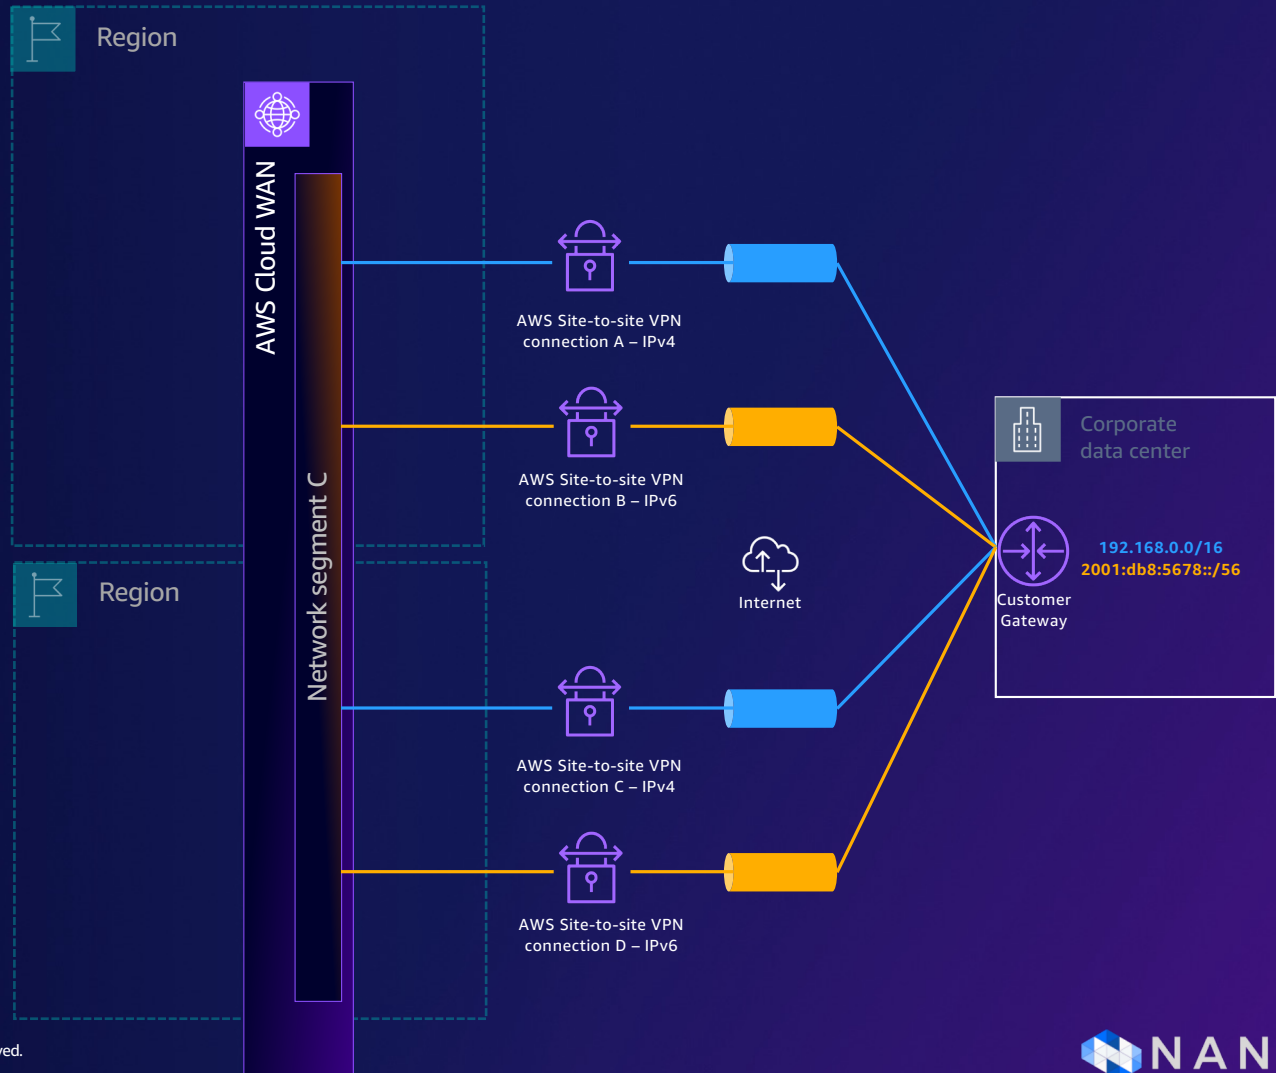 Region
AWS Cloud WAN
Network segment C
AWS Site-to-site VPN
connection A – IPv4
AWS Site-to-site VPN
connection B – IPv6
Corporate
data center
192.168.0.0/16
2001:db8:5678::/56
Customer
Gateway
Internet
Region
AWS Site-to-site VPN
connection C – IPv4
AWS Site-to-site VPN
connection D – IPv6
ved.
NAN